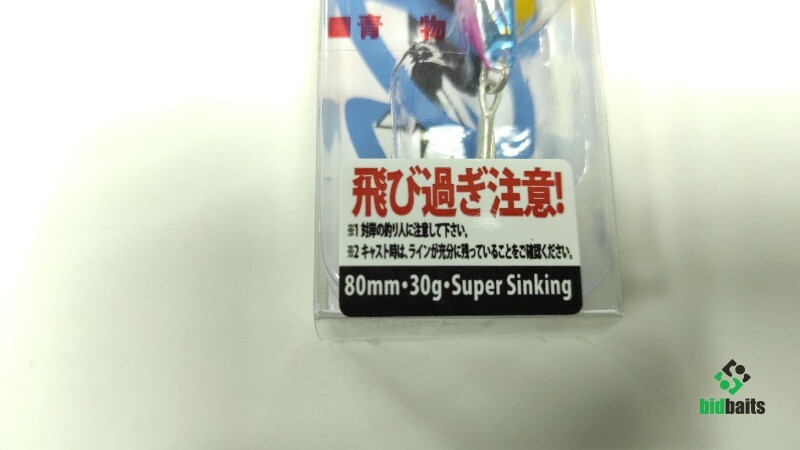 ■青 物
飛び過ぎ注意!
※1 対岸の釣り人に注意して下さい。
※2 キャスト時は、ラインが充分に残っていることをご確認ください。
80mm・30g・Super Sinking
bidbaits